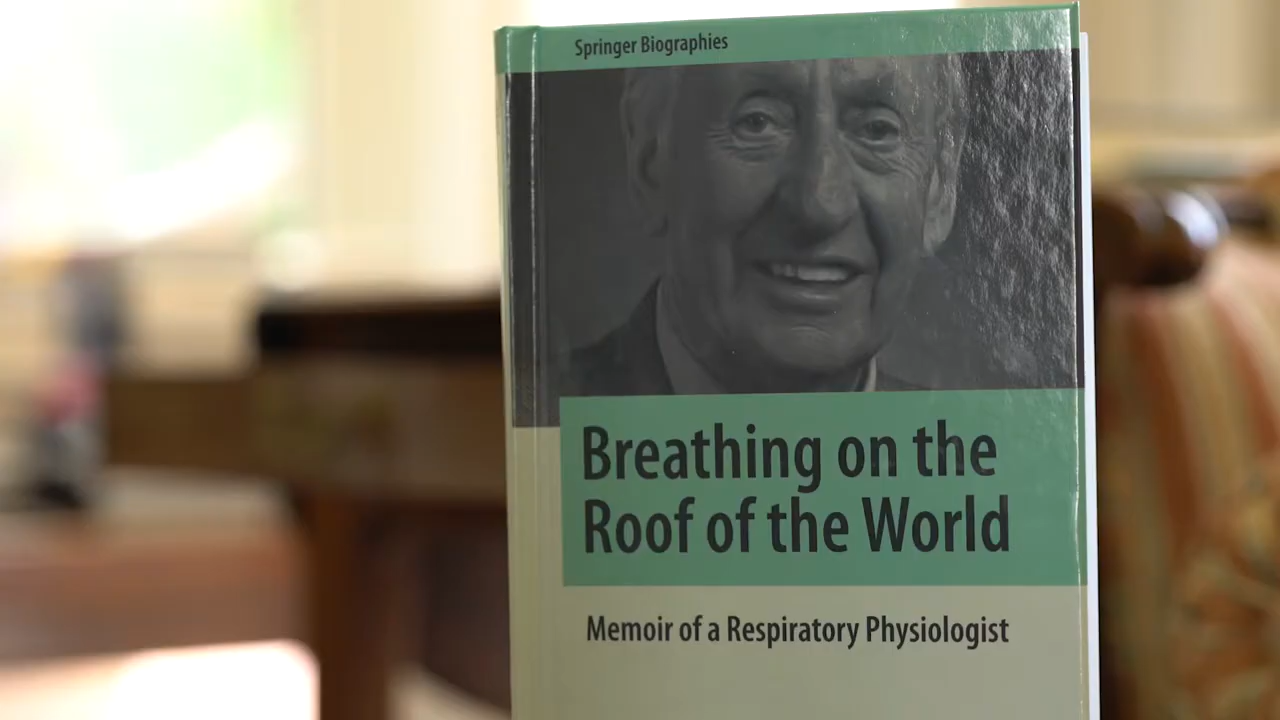 Springer Biographies
Breathing on the
Roof of the World
Memoir of a Respiratory Physiologist